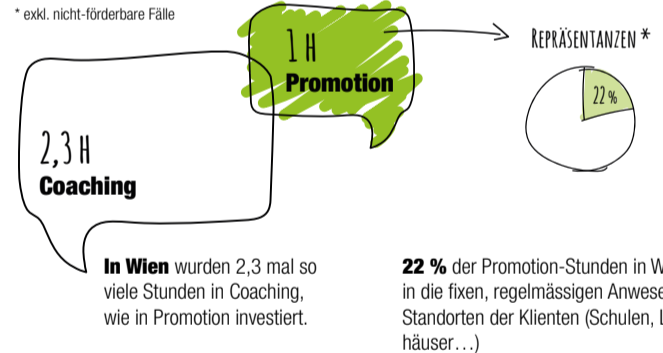 * exkl. nicht-förderbare Fälle
1 H
Promotion
REPRÄSENTANZEN *
22 %
2,3 H
Coaching
In Wien wurden 2,3 mal so
viele Stunden in Coaching,
wie in Promotion investiert.
22 % der Promotion-Stunden in
in die fixen, regelmässigen
Standorten der Klienten (Schulen,
häuser…)